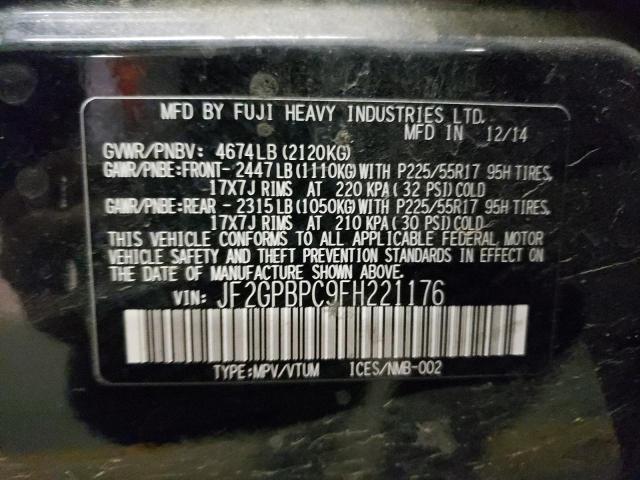 MFD BY FUJI HEAVY INDUSTRIES LTD.
MFD IN 12/14
GVWR/PNBV: 4674LB(2120KG)
GAWR/PNBE:FRONT-2447LB(1110KG)WITH P225/55R17 95H TIRES,
17X7J RIMS AT 220 KPA(32 PSI)COLD
GAWR/PNBE:REAR -2315LB(1050KG)WITH P225/55R17 95H TIRES,
17X7J RIMS AT 210 KPA(30 PSI)COLD
THIS VEHICLE CONFORMS TO ALL APPLICABLE FEDERAL MOTOR
VEHICLE SAFETY AND THEFT PREVENTION STANDARDS IN EFFECT ON
THE DATE OF MANUFACTURE SHOWN ABOVE.
VIN: JF2GPBPC9FH221176
TYPE:MPV/VTUM ICES/NMB-002